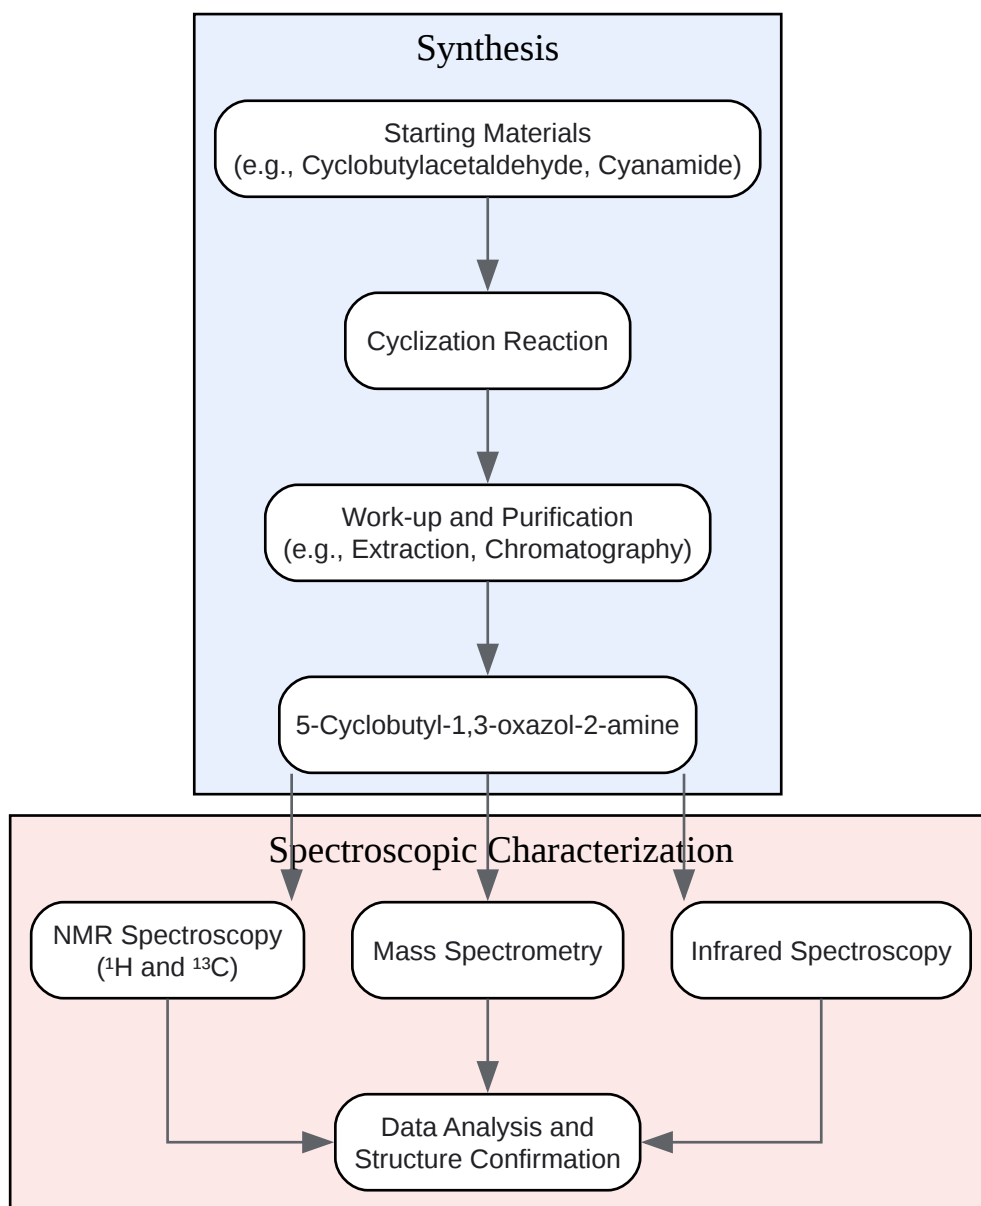 Synthesis
Starting Materials
(e.g., Cyclobutylacetaldehyde, Cyanamide)
Cyclization Reaction
Work-up and Purification
(e.g., Extraction, Chromatography)
5-Cyclobutyl-1,3-oxazol-2-amine
Spectroscopic Characterization
NMR Spectroscopy
(¹H and ¹³C)
Mass Spectrometry
Infrared Spectroscopy
Data Analysis and
Structure Confirmation